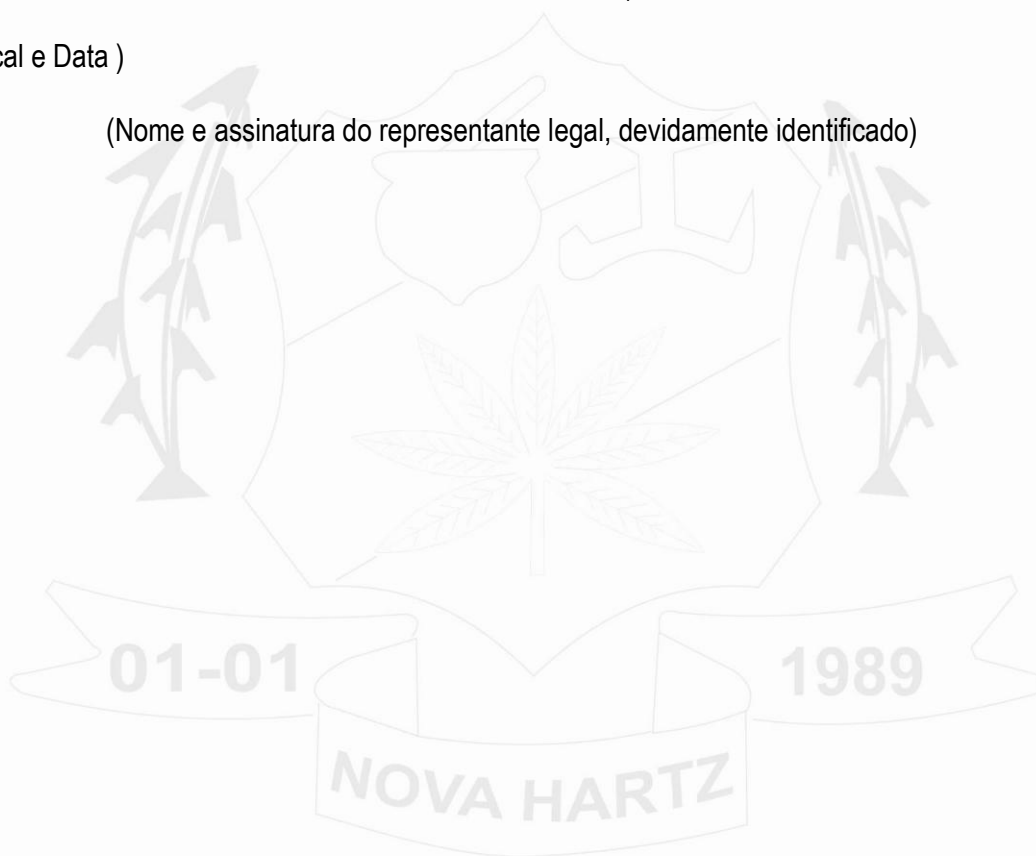 cal e Data )
(Nome e assinatura do representante legal, devidamente identificado)
01-01
1989
NOVA HARTZ